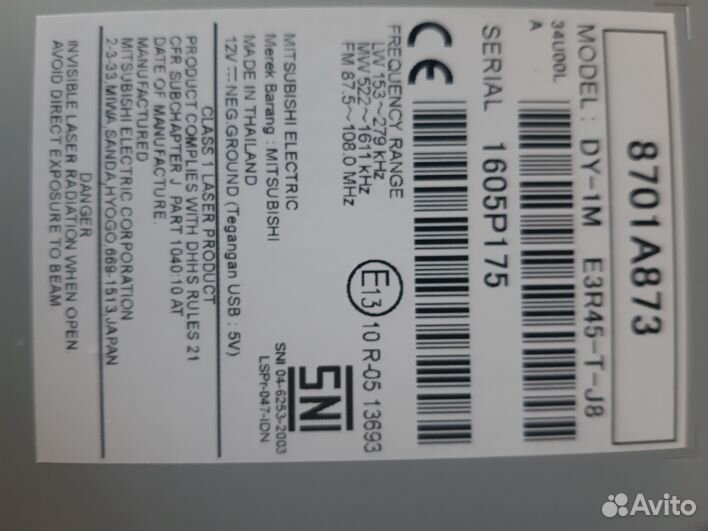 8701A873
MODEL : DY-1M E3R45-T-J8
34U00L
A
SERIAL 1605P175
CE
FREQUENCY RANGE
LW 153~279 kHz
MW 522~1611 kHz
FM 87.5~108.0 MHz
E13
10 R-05 13693
MITSUBISHI ELECTRIC
Merek Barang : MITSUBISHI
MADE IN THAILAND
12V NEG.GROUND (Tegangan USB : 5V)
SNI
SNI 04-6253-2003
LSPr-047-IDN
CLASS 1 LASER PRODUCT
PRODUCT COMPLIES WITH DHHS RULES 21
CFR SUBCHAPTER J PART 1040:10 AT
DATE OF MANUFACTURE.
MANUFACTURED
MITSUBISHI ELECTRIC CORPORATION
2-3-33,MIWA,SANDA,HYOGO 669-1513,JAPAN
DANGER
INVISIBLE LASER RADIATION WHEN OPEN.
AVOID DIRECT EXPOSURE TO BEAM.
Avito